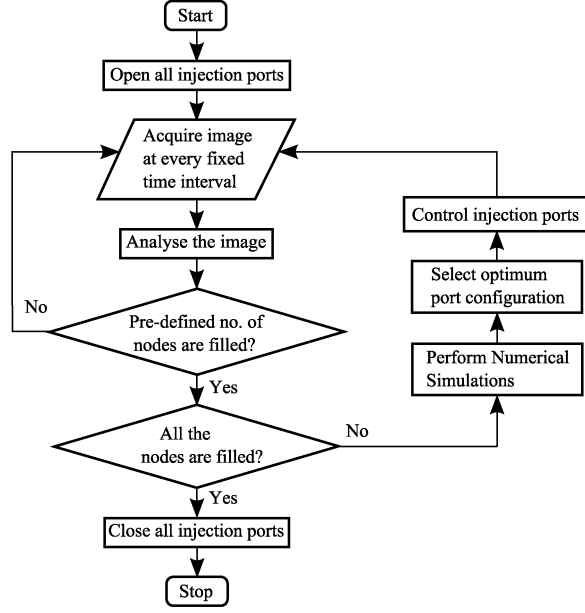 Start
Open all injection ports
Acquire image
at every fixed
time interval
Analyse the image
No
Pre-defined no. of
nodes are filled?
Yes
All the
nodes are filled?
No
Yes
Close all injection ports
Stop
Control injection ports
Select optimum
port configuration
Perform Numerical
Simulations